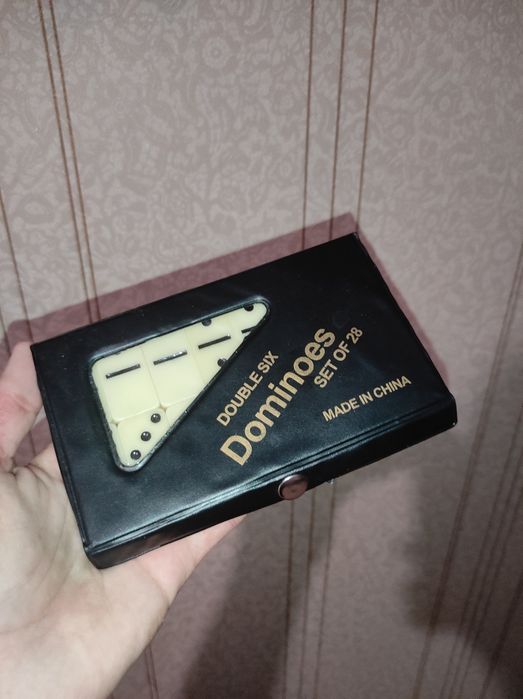 DOUBLE SIX
Dominoes
SET OF 28
MADE IN CHINA